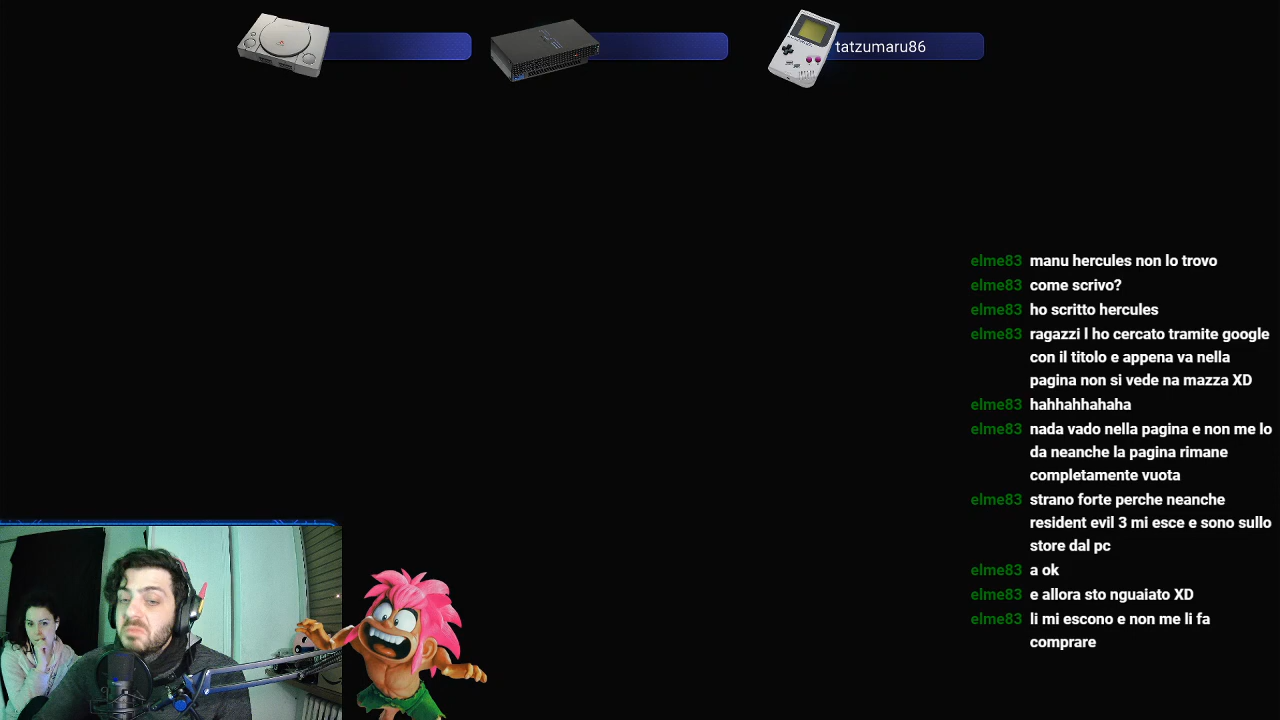 tatzumaru86
elme83 manu hercules non lo trovo
elme83 come scrivo?
elme83 ho scritto hercules
elme83 ragazzi l ho cercato tramite google
con il titolo e appena va nella
pagina non si vede na mazza XD
elme83 hahhahhahaha
elme83 nada vado nella pagina e non me lo
da neanche la pagina rimane
completamente vuota
elme83 strano forte perche neanche
resident evil 3 mi esce e sono sullo
store dal pc
elme83 a ok
elme83 e allora sto nguaiato XD
elme83 li mi escono e non me li fa
comprare